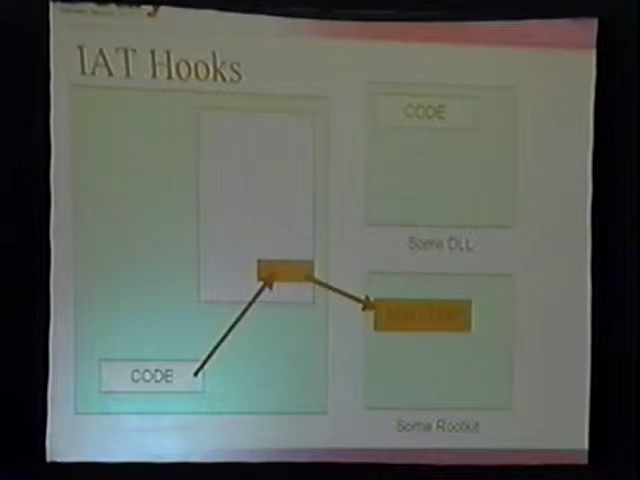 IAT Hooks
CODE
Some DLL
CODE
Some Rootkit